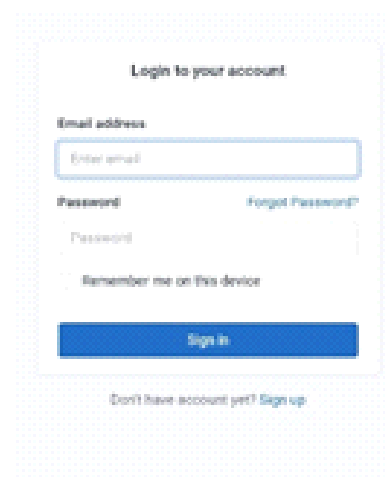 Login to your account
Email address
Enter email
Password Forgot Password?
Password
Remember me on this device
Sign in
Don't have account yet? Sign up